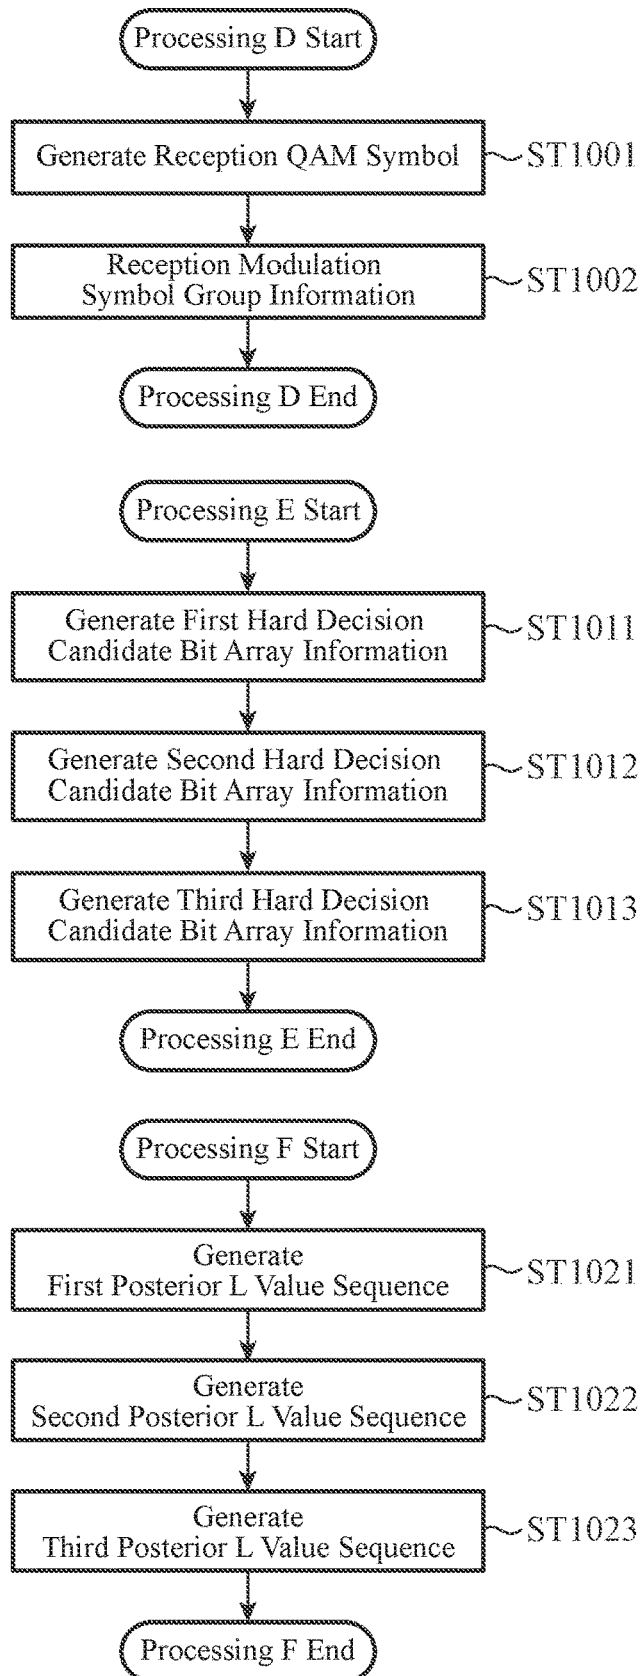 Processing D Start
Generate Reception QAM Symbol
ST1001
Reception Modulation
Symbol Group Information
ST1002
Processing D End
Processing E Start
Generate First Hard Decision
Candidate Bit Array Information
ST1011
Generate Second Hard Decision
Candidate Bit Array Information
ST1012
Generate Third Hard Decision
Candidate Bit Array Information
ST1013
Processing E End
Processing F Start
Generate
First Posterior L Value Sequence
ST1021
Generate
Second Posterior L Value Sequence
ST1022
Generate
Third Posterior L Value Sequence
ST1023
Processing F End